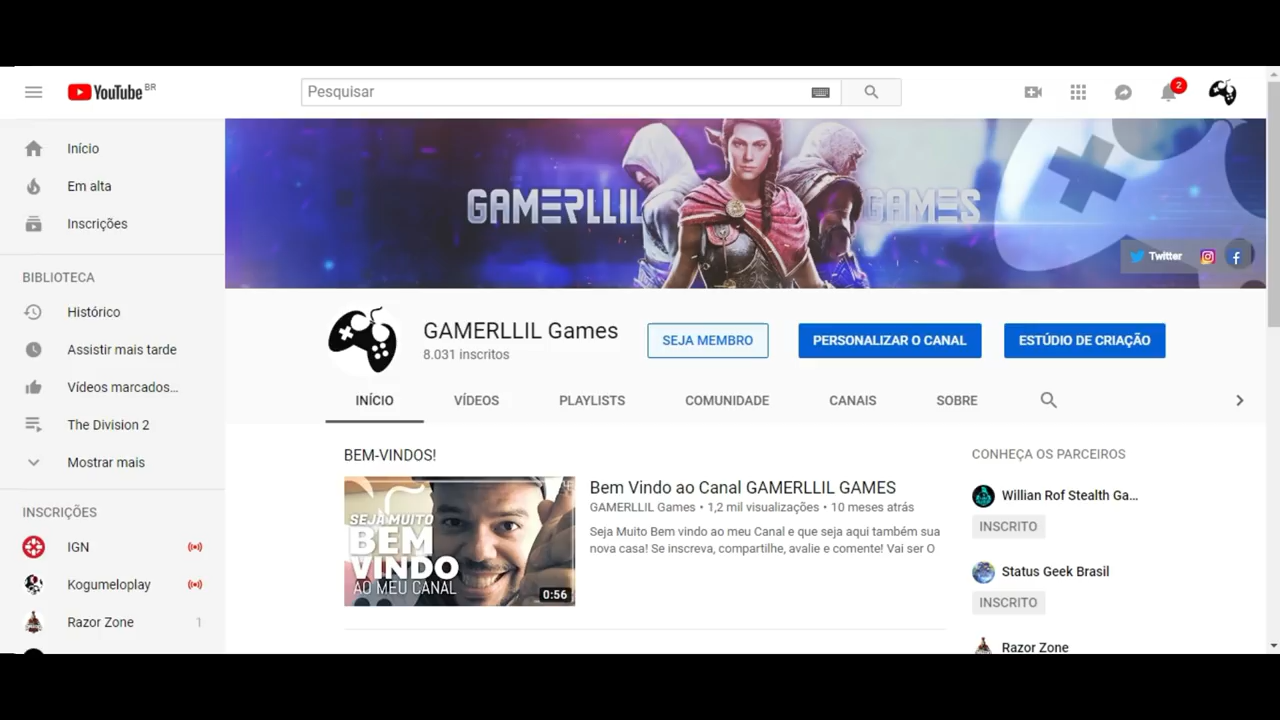 YouTube BR
Pesquisar
2
Início
Em alta
Inscrições
BIBLIOTECA
Histórico
Assistir mais tarde
Vídeos marcados...
The Division 2
Mostrar mais
INSCRIÇÕES
IGN
Kogumeloplay
Razor Zone 1
GAMERLLIL GAMES
Twitter
GAMERLLIL Games
8.031 inscritos
SEJA MEMBRO
PERSONALIZAR O CANAL
ESTÚDIO DE CRIAÇÃO
INÍCIO VÍDEOS PLAYLISTS COMUNIDADE CANAIS SOBRE
BEM-VINDOS!
SEJA MUITO
BEM
VINDO
AO MEU CANAL
0:56
Bem Vindo ao Canal GAMERLLIL GAMES
GAMERLLIL Games • 1,2 mil visualizações • 10 meses atrás
Seja Muito Bem vindo ao meu Canal e que seja aqui também sua
nova casa! Se inscreva, compartilhe, avalie e comente! Vai ser O
CONHEÇA OS PARCEIROS
Willian Rof Stealth Ga...
INSCRITO
Status Geek Brasil
INSCRITO
Razor Zone